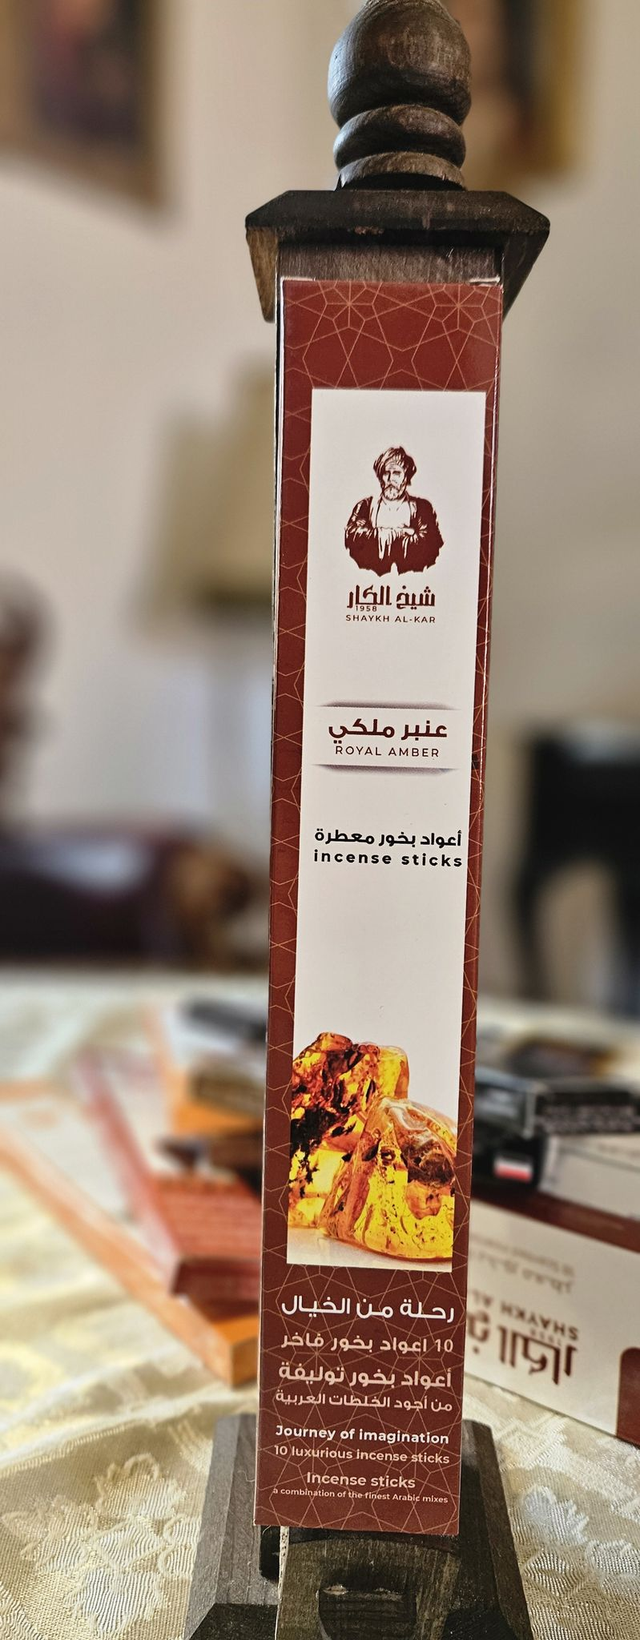 شيخ الكار
1958
SHAYKH AL-KAR
عنبر ملكي
ROYAL AMBER
أعواد بخور معطرة
incense sticks
رحلة من الخيال
10 اعواد بخور فاخر
أعواد بخور توليفة
من أجود الخلطات العربية
Journey of imagination
10 luxurious incense sticks
Incense sticks
a combination of the finest Arabic mixes
SHAYKH AL